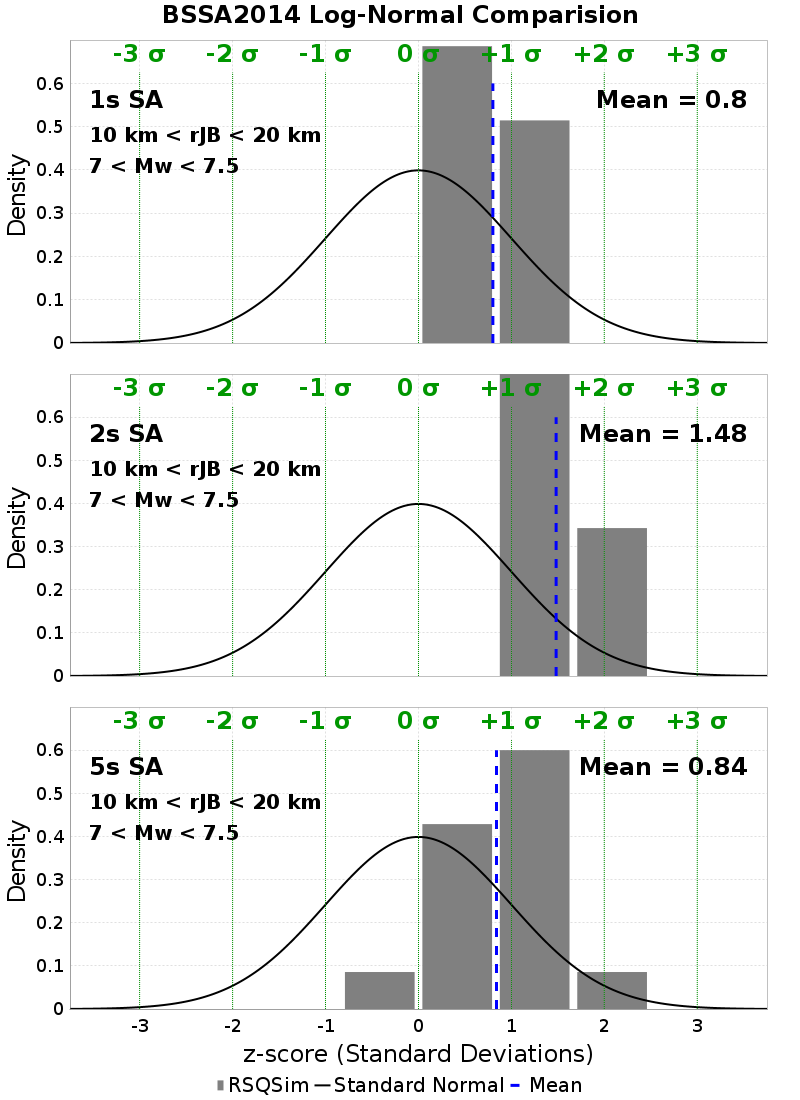 BSSA2014 Log-Normal Comparision
-3 σ -2 σ -1 σ 0 σ +1 σ +2 σ +3 σ
0.6
1s SA Mean = 0.8
0.5
10 km < rJB < 20 km
7 < Mw < 7.5
0.4
Density
0.3
0.2
0.1
0
-3 σ -2 σ -1 σ 0 σ +1 σ +2 σ +3 σ
0.6
2s SA Mean = 1.48
0.5
10 km < rJB < 20 km
7 < Mw < 7.5
0.4
Density
0.3
0.2
0.1
0
-3 σ -2 σ -1 σ 0 σ +1 σ +2 σ +3 σ
0.6
5s SA Mean = 0.84
0.5
10 km < rJB < 20 km
7 < Mw < 7.5
0.4
Density
0.3
0.2
0.1
0
-3 -2 -1 0 1 2 3
z-score (Standard Deviations)
RSQSim Standard Normal Mean